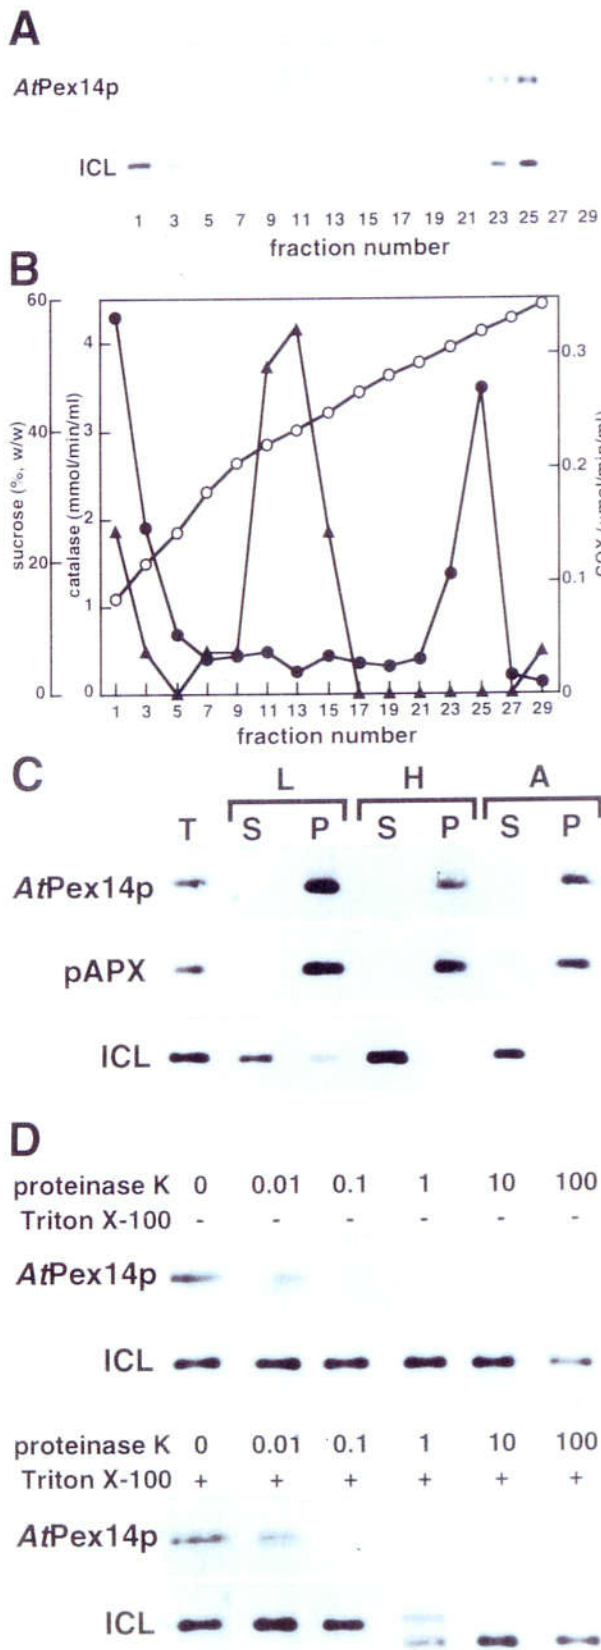 A
AtPex14p
ICL
1 3 5 7 9 11 13 15 17 19 21 23 25 27 29
fraction number
B
60
40
20
0
sucrose (%, w/w)
4
3
2
1
0
catalase (mmol/min/ml)
0.3
0.2
0.1
0
1 3 5 7 9 11 13 15 17 19 21 23 25 27 29
fraction number
C
L H A
T S P S P S P
AtPex14p
pAPX
ICL
D
proteinase K 0 0.01 0.1 1 10 100
Triton X-100 - - - - - -
AtPex14p
ICL
proteinase K 0 0.01 0.1 1 10 100
Triton X-100 + + + + + +
AtPex14p
ICL